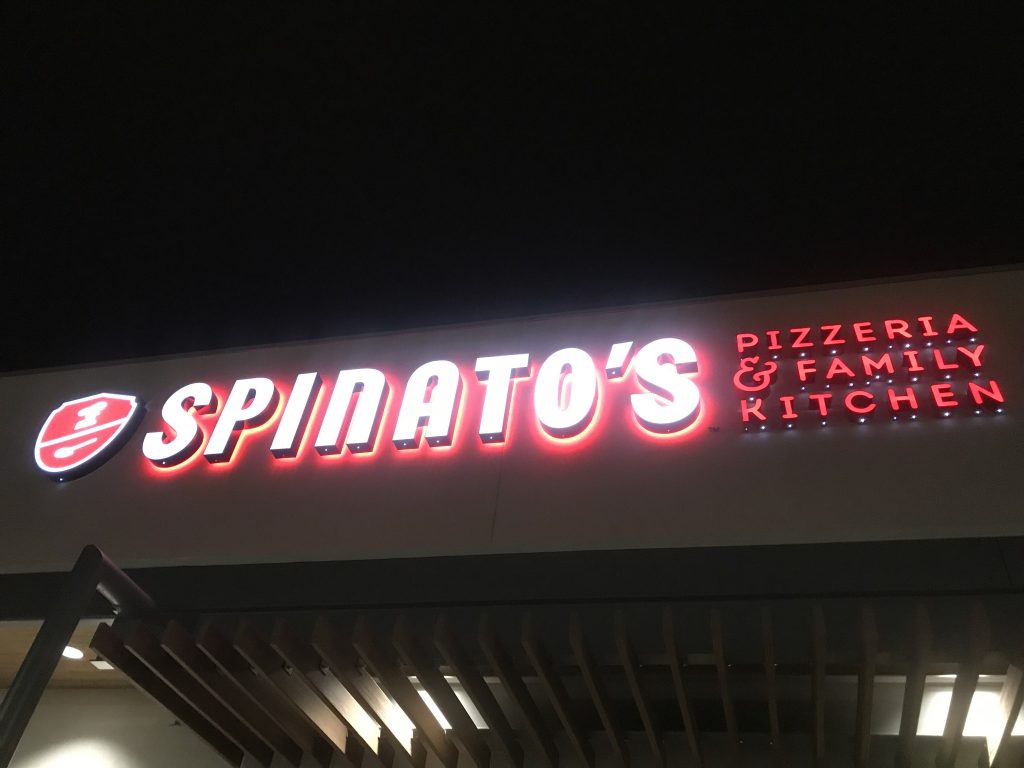 SPINATO'S
PIZZERIA
& FAMILY
KITCHEN